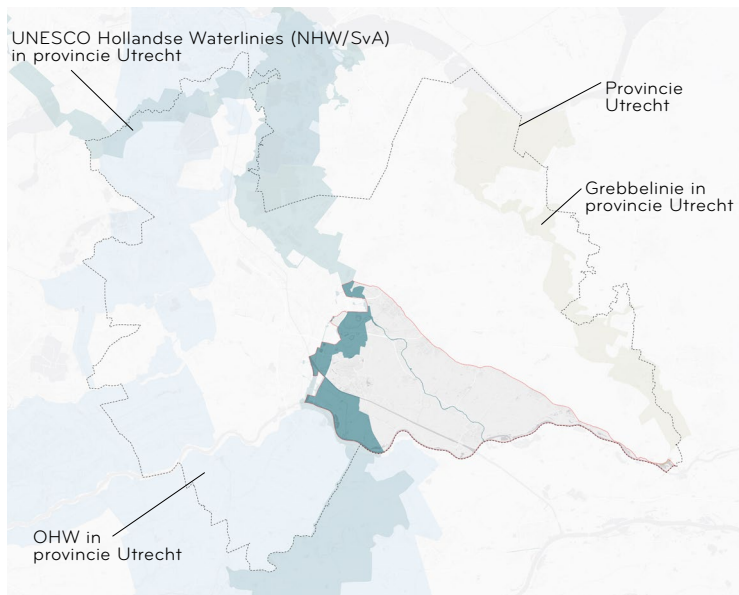 UNESCO Hollandse Waterlinies (NHW/SvA)
in provincie Utrecht
Provincie
Utrecht
Grebbelinie in
provincie Utrecht
OHW in
provincie Utrecht